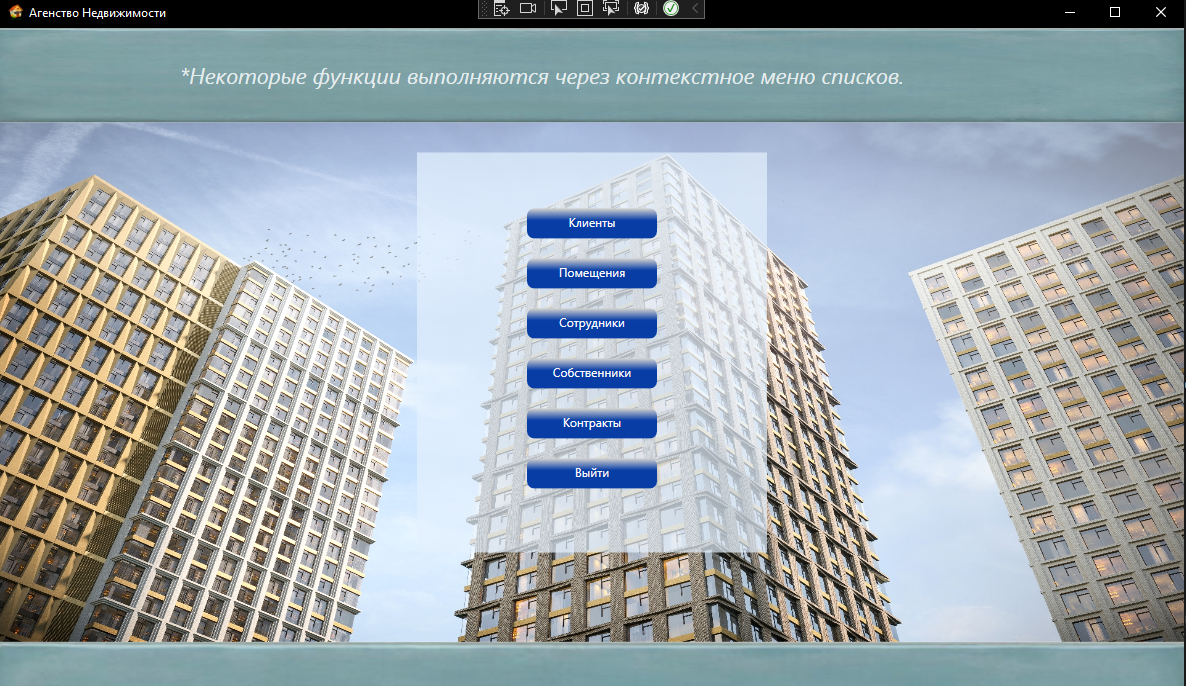 Агенство Недвижимости
*Некоторые функции выполняются через контекстное меню списков.
Клиенты
Помещения
Сотрудники
Собственники
Контракты
Выйти